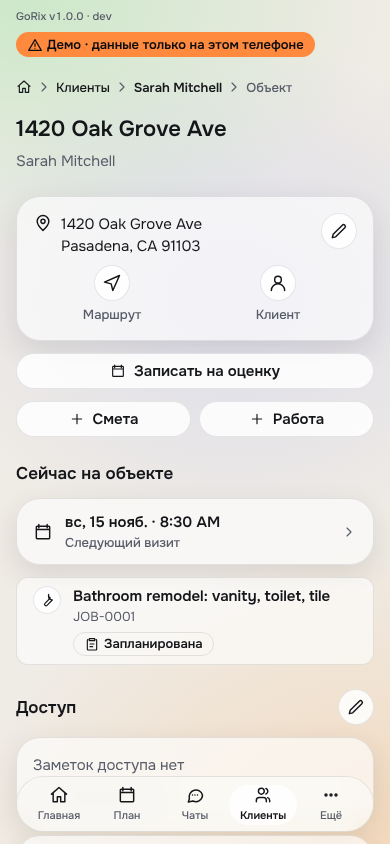 GoRix v1.0.0 · dev
Демо · данные только на этом телефоне
Клиенты > Sarah Mitchell > Объект
1420 Oak Grove Ave
Sarah Mitchell
1420 Oak Grove Ave
Pasadena, CA 91103
Маршрут Клиент
Записать на оценку
+ Смета + Работа
Сейчас на объекте
вс, 15 нояб. · 8:30 AM
Следующий визит
Bathroom remodel: vanity, toilet, tile
JOB-0001
Запланирована
Доступ
Заметок доступа нет
Главная План Чаты Клиенты Ещё